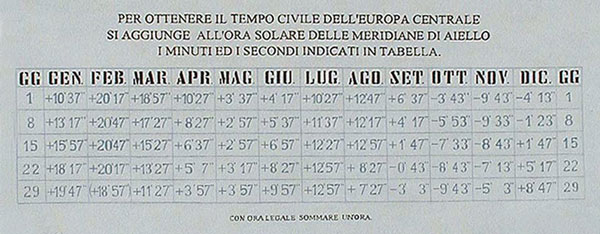 PER OTTENERE IL TEMPO CIVILE DELL'EUROPA CENTRALE
SI AGGIUNGE ALL'ORA SOLARE DELLE MERIDIANE DI AIELLO
I MINUTI ED I SECONDI INDICATI IN TABELLA.
GG GEN. FEB. MAR. APR. MAG. GIU. LUG. AGO. SET. OTT. NOV. DIC. GG
1 +10'37" +20'17" +18'57" +10'27" +3'37" +4'17" +10'27" +12'47" +6'37" -3'43" -9'43" -4'13" 1
8 +13'17" +20'47" +17'27" +8'27" +2'57" +5'37" +11'37" +12'17" +4'17" -5'53" -9'33" -1'23" 8
15 +15'57" +20'47" +15'27" +6'37" +2'57" +6'57" +12'27" +12'57" +1'47" -7'33" -8'43" +1'47" 15
22 +18'17" +20'17" +13'27" +5'7" +3'17" +8'27" +12'57" +8'27" -0'43" -8'43" -7'13" +5'17" 22
29 +19'47" (+18'57") +11'27" +3'57" +3'57" +9'57" +12'57" +7'27" -3'3" -9'43" -5'3" +8'47" 29
CON ORA LEGALE SOMMARE UN'ORA.